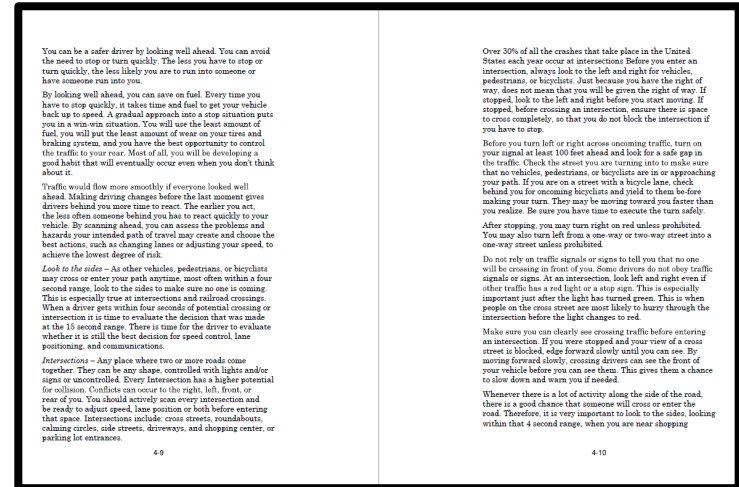 You can be a safer driver by looking well ahead. You can avoid
the need to stop or turn quickly. The less you have to stop or
turn quickly, the less likely you are to run into someone or
have someone run into you.
By looking well ahead, you can save on fuel. Every time you
have to stop quickly, it takes time and fuel to get your vehicle
back up to speed. A gradual approach into a stop situation puts
you in a win-win situation. You will use the least amount of
fuel, you will put the least amount of wear on your tires and
braking system, and you have the best opportunity to control
the traffic to your rear. Most of all, you will be developing a
good habit that will eventually occur even when you don't think
about it.
Traffic would flow more smoothly if everyone looked well
ahead. Making driving changes before the last moment gives
drivers behind you more time to react. The earlier you act,
the less often someone behind you has to react quickly to your
vehicle. By scanning ahead, you can assess the problems and
hazards your intended path of travel may create and choose the
best actions, such as changing lanes or adjusting your speed, to
achieve the lowest degree of risk.
Look to the sides – As other vehicles, pedestrians, or bicyclists
may cross or enter your path anytime, most often within a four
second range, look to the sides to make sure no one is coming.
This is especially true at intersections and railroad crossings.
When a driver gets within four seconds of potential crossing or
intersection it is time to evaluate the decision that was made
at the 15 second range. There is time for the driver to evaluate
whether it is still the best decision for speed control, lane
positioning, and communications.
Intersections – Any place where two or more roads come
together. They can be any shape, controlled with lights and/or
signs or uncontrolled. Every Intersection has a higher potential
for collision. Conflicts can occur to the right, left, front, or
rear of you. You should actively scan every intersection and
be ready to adjust speed, lane position or both before entering
that space. Intersections include: cross streets, roundabouts,
calming circles, side streets, driveways, and shopping center, or
parking lot entrances.
4-9
Over 30% of all the crashes that take place in the United
States each year occur at intersections Before you enter an
intersection, always look to the left and right for vehicles,
pedestrians, or bicyclists. Just because you have the right of
way, does not mean that you will be given the right of way. If
stopped, look to the left and right before you start moving. If
stopped, before crossing an intersection, ensure there is space
to cross completely, so that you do not block the intersection if
you have to stop.
Before you turn left or right across oncoming traffic, turn on
your signal at least 100 feet ahead and look for a safe gap in
the traffic. Check the street you are turning into to make sure
that no vehicles, pedestrians, or bicyclists are in or approaching
your path. If you are on a street with a bicycle lane, check
behind you for oncoming bicyclists and yield to them be-fore
making your turn. They may be moving toward you faster than
you realize. Be sure you have time to execute the turn safely.
After stopping, you may turn right on red unless prohibited.
You may also turn left from a one-way or two-way street into a
one-way street unless prohibited.
Do not rely on traffic signals or signs to tell you that no one
will be crossing in front of you. Some drivers do not obey traffic
signals or signs. At an intersection, look left and right even if
other traffic has a red light or a stop sign. This is especially
important just after the light has turned green. This is when
people on the cross street are most likely to hurry through the
intersection before the light changes to red.
Make sure you can clearly see crossing traffic before entering
an intersection. If you were stopped and your view of a cross
street is blocked, edge forward slowly until you can see. By
moving forward slowly, crossing drivers can see the front of
your vehicle before you can see them. This gives them a chance
to slow down and warn you if needed.
Whenever there is a lot of activity along the side of the road,
there is a good chance that someone will cross or enter the
road. Therefore, it is very important to look to the sides, looking
within that 4 second range, when you are near shopping
4-10